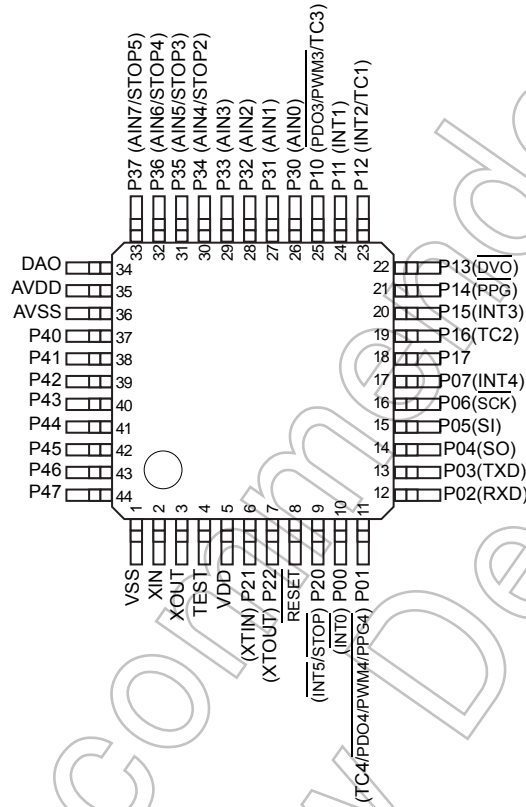 P37 (AIN7/STOP5)
P36 (AIN6/STOP4)
P35 (AIN5/STOP3)
P34 (AIN4/STOP2)
P33 (AIN3)
P32 (AIN2)
P31 (AIN1)
P30 (AIN0)
P10 (PDO3/PWM3/TC3)
P11 (INT1)
P12 (INT2/TC1)
33
32
31
30
29
28
27
26
25
24
23
DAO 34
AVDD 35
AVSS 36
P40 37
P41 38
P42 39
P43 40
P44 41
P45 42
P46 43
P47 44
22 P13(DVO)
21 P14(PPG)
20 P15(INT3)
19 P16(TC2)
18 P17
17 P07(INT4)
16 P06(SCK)
15 P05(SI)
14 P04(SO)
13 P03(TXD)
12 P02(RXD)
1
2
3
4
5
6
7
8
9
10
11
VSS
XIN
XOUT
TEST
VDD
(XTIN) P21
(XTOUT) P22
RESET
(INT5/STOP) P20
(INT0) P00
(TC4/PDO4/PWM4/PPG4) P01